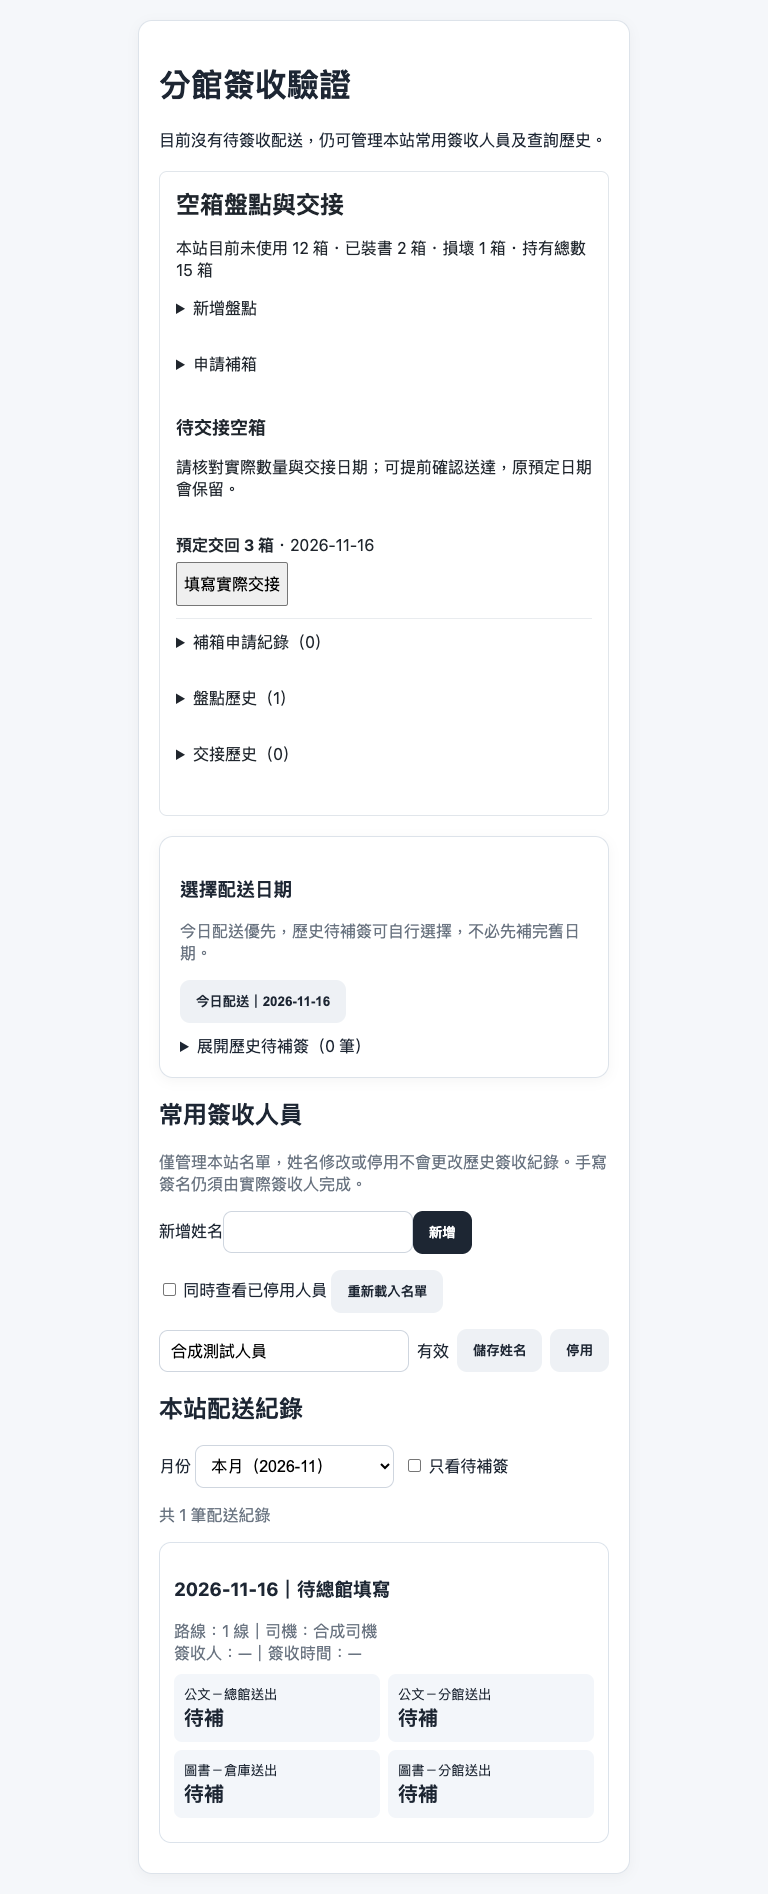 分館簽收驗證
目前沒有待簽收配送，仍可管理本站常用簽收人員及查詢歷史。
空箱盤點與交接
本站目前未使用 12 箱・已裝書 2 箱・損壞 1 箱・持有總數
15 箱
▶ 新增盤點
▶ 申請補箱
待交接空箱
請核對實際數量與交接日期；可提前確認送達，原預定日期
會保留。
預定交回 3 箱・2026-11-16
填寫實際交接
▶ 補箱申請紀錄（0）
▶ 盤點歷史（1）
▶ 交接歷史（0）
選擇配送日期
今日配送優先，歷史待補簽可自行選擇，不必先補完舊日
期。
今日配送｜2026-11-16
▶ 展開歷史待補簽（0 筆）
常用簽收人員
僅管理本站名單，姓名修改或停用不會更改歷史簽收紀錄。手寫
簽名仍須由實際簽收人完成。
新增姓名 新增
同時查看已停用人員 重新載入名單
合成測試人員 有效 儲存姓名 停用
本站配送紀錄
月份 本月（2026-11） 只看待補簽
共 1 筆配送紀錄
2026-11-16｜待總館填寫
路線：1 線｜司機：合成司機
簽收人：—｜簽收時間：—
公文－總館送出 公文－分館送出
待補 待補
圖書－倉庫送出 圖書－分館送出
待補 待補